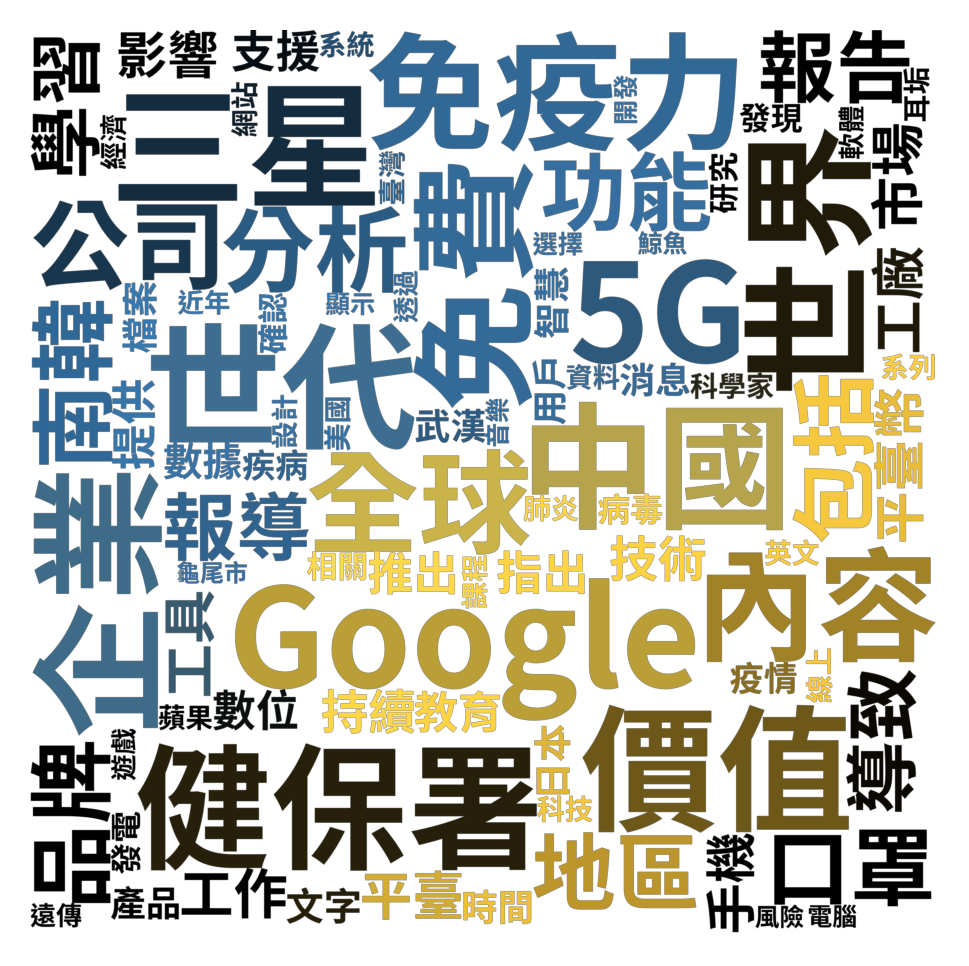 學習
影響
支援
系統
免疫力
報告
三星
網站
經濟
開發
發現
軟體
耳垢
臺灣
免費
功能
研究
世界
市場
公司
分析
選擇
鯨魚
5G
工廠
南韓
檔案
近年
確認
顯示
透過
智慧
世代
用戶
資料
消息
科學家
系列
提供
設計
美國
武漢
音樂
中國
包括
平臺幣
數據
疾病
全球
企業
報導
肺炎
病毒
龜尾市
相關
推出
課程
指出
技術
英文
內容
工具
Google
疫情
線上
蘋果
數位
持續教育
價值
導致
品牌
遊戲
健保署
日本
科技
發電
地區
手機
口罩
遠傳
產品
工作
文字
平臺
時間
風險
電腦